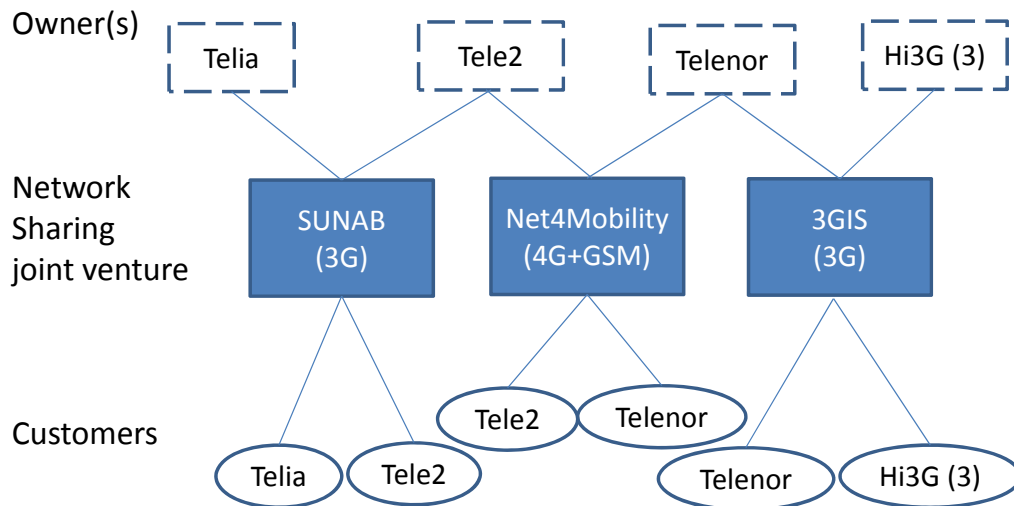 Owner(s)
Telia
Tele2
Telenor
Hi3G (3)
Network
Sharing
joint venture
SUNAB
(3G)
Net4Mobility
(4G+GSM)
3GIS
(3G)
Customers
Telia
Tele2
Tele2
Telenor
Telenor
Hi3G (3)